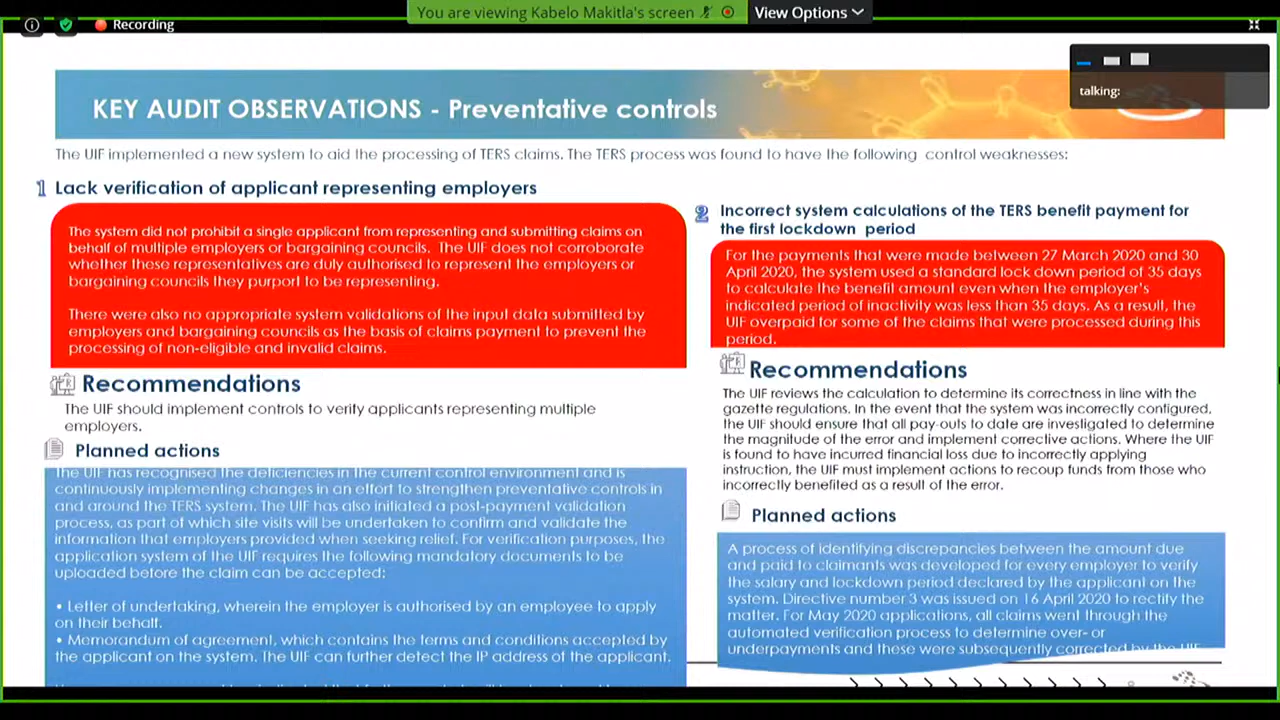 You are viewing Kabelo Makitla's screen
View Options
Recording
talking:
KEY AUDIT OBSERVATIONS - Preventative controls
The UIF implemented a new system to aid the processing of TERS claims. The TERS process was found to have the following control weaknesses:
1 Lack verification of applicant representing employers
The system did not prohibit a single applicant from representing and submitting claims on
behalf of multiple employers or bargaining councils. The UIF does not corroborate
whether these representatives are duly authorised to represent the employers or
bargaining councils they purport to be representing.
There were also no appropriate system validations of the input data submitted by
employers and bargaining councils as the basis of claims payment to prevent the
processing of non-eligible and invalid claims.
Recommendations
The UIF should implement controls to verify applicants representing multiple
employers.
Planned actions
The UIF has recognised the deficiencies in the current control environment and is
continuously implementing changes in an effort to strengthen preventative controls in
and around the TERS system. The UIF has also initiated a post-payment validation
process, as part of which site visits will be undertaken to confirm and validate the
information that employers provided when seeking relief. For verification purposes, the
application system of the UIF requires the following mandatory documents to be
uploaded before the claim can be accepted:
• Letter of undertaking, wherein the employer is authorised by an employee to apply
on their behalf.
• Memorandum of agreement, which contains the terms and conditions accepted by
the applicant on the system. The UIF can further detect the IP address of the applicant.
2 Incorrect system calculations of the TERS benefit payment for
the first lockdown period
For the payments that were made between 27 March 2020 and 30
April 2020, the system used a standard lock down period of 35 days
to calculate the benefit amount even when the employer's
indicated period of inactivity was less than 35 days. As a result, the
UIF overpaid for some of the claims that were processed during this
period.
Recommendations
The UIF reviews the calculation to determine its correctness in line with the
gazette regulations. In the event that the system was incorrectly configured,
the UIF should ensure that all pay-outs to date are investigated to determine
the magnitude of the error and implement corrective actions. Where the UIF
is found to have incurred financial loss due to incorrectly applying
instruction, the UIF must implement actions to recoup funds from those who
incorrectly benefited as a result of the error.
Planned actions
A process of identifying discrepancies between the amount due
and paid to claimants was developed for every employer to verify
the salary and lockdown period declared by the applicant on the
system. Directive number 3 was issued on 16 April 2020 to rectify the
matter. For May 2020 applications, all claims went through the
automated verification process to determine over- or
underpayments and these were subsequently corrected by the UIF